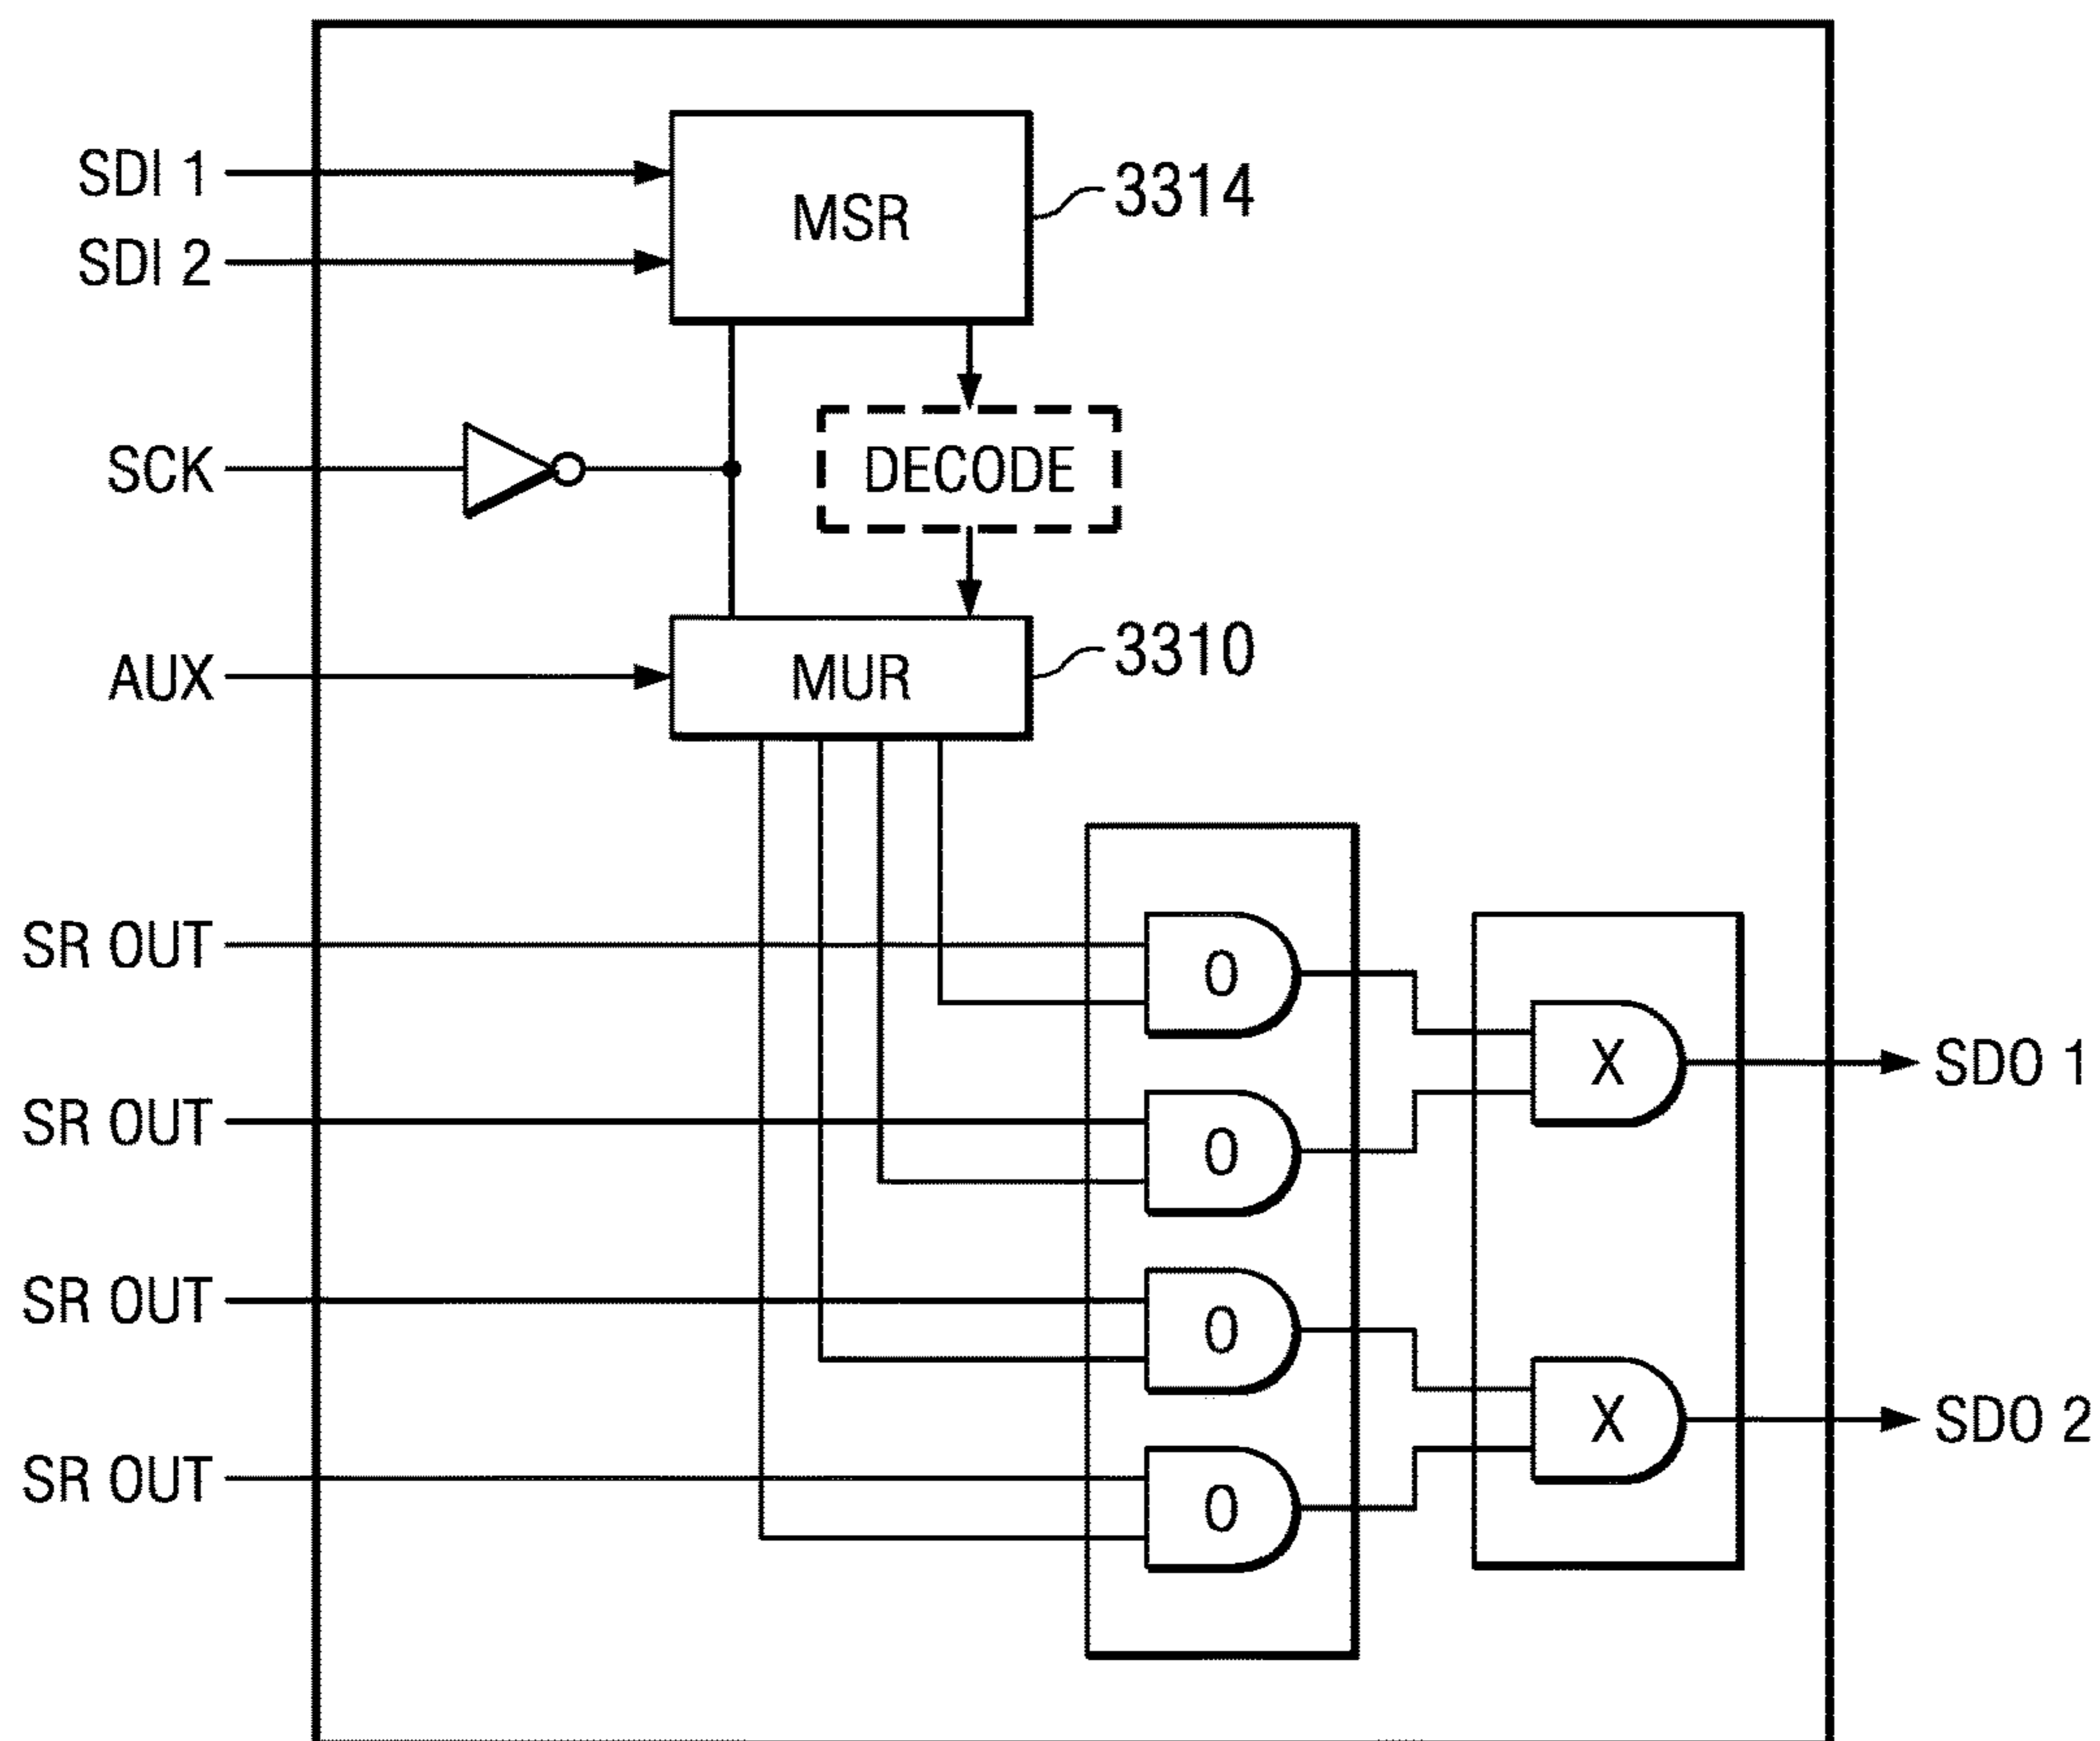 SDI 1
MSR
3314
SDI 2
SCK
DECODE
AUX
MUR
3310
SR OUT
O
X
SDO 1
SR OUT
O
SR OUT
O
X
SDO 2
SR OUT
O